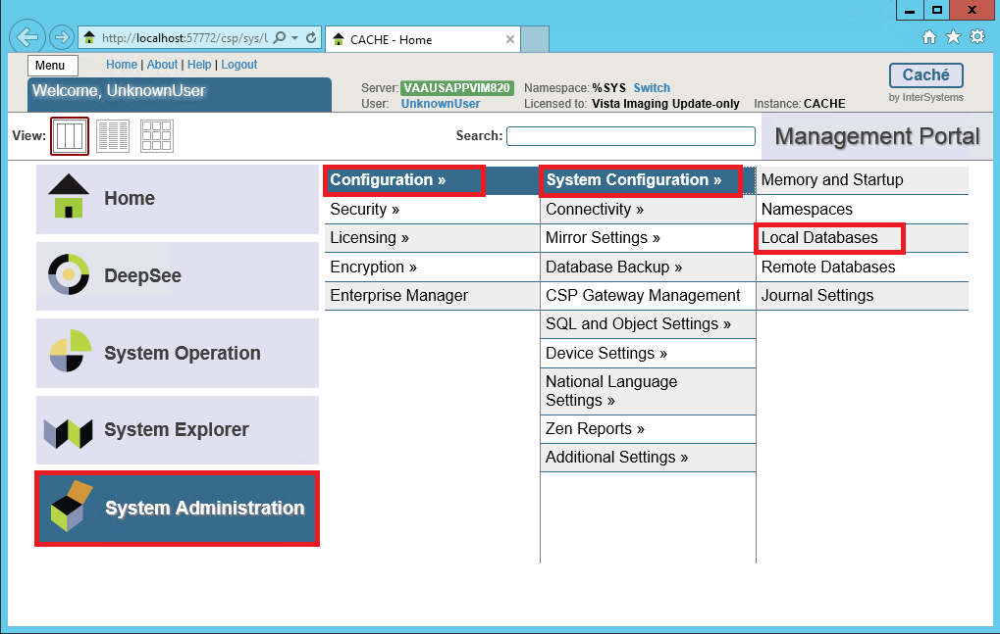 http://localhost:57772/csp/sys/l
CACHE - Home
Menu
Home | About | Help | Logout
Welcome, UnknownUser
Server: VAAUSAPPVIM820 Namespace: %SYS Switch
User: UnknownUser Licensed to: Vista Imaging Update-only Instance: CACHE
Caché
by InterSystems
View:
Search:
Management Portal
Home
DeepSee
System Operation
System Explorer
System Administration
Configuration »
Security »
Licensing »
Encryption »
Enterprise Manager
System Configuration »
Connectivity »
Mirror Settings »
Database Backup »
CSP Gateway Management
SQL and Object Settings »
Device Settings »
National Language
Settings »
Zen Reports »
Additional Settings »
Memory and Startup
Namespaces
Local Databases
Remote Databases
Journal Settings